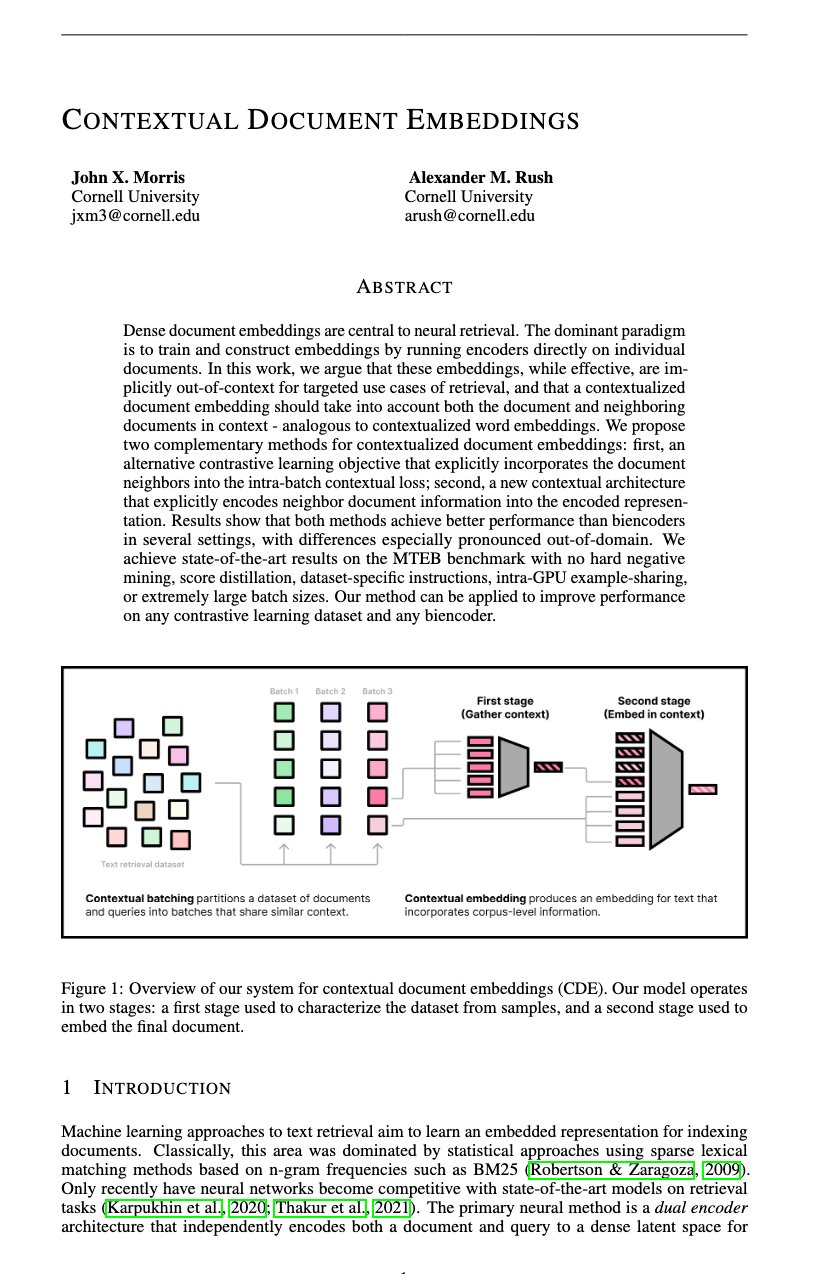 CONTEXTUAL DOCUMENT EMBEDDINGS
John X. Morris
Cornell University
jxm3@cornell.edu
Alexander M. Rush
Cornell University
arush@cornell.edu
ABSTRACT
Dense document embeddings are central to neural retrieval. The dominant paradigm
is to train and construct embeddings by running encoders directly on individual
documents. In this work, we argue that these embeddings, while effective, are im-
plicitly out-of-context for targeted use cases of retrieval, and that a contextualized
document embedding should take into account both the document and neighboring
documents in context - analogous to contextualized word embeddings. We propose
two complementary methods for contextualized document embeddings: first, an
alternative contrastive learning objective that explicitly incorporates the document
neighbors into the intra-batch contextual loss; second, a new contextual architecture
that explicitly encodes neighbor document information into the encoded represen-
tation. Results show that both methods achieve better performance than biencoders
in several settings, with differences especially pronounced out-of-domain. We
achieve state-of-the-art results on the MTEB benchmark with no hard negative
mining, score distillation, dataset-specific instructions, intra-GPU example-sharing,
or extremely large batch sizes. Our method can be applied to improve performance
on any contrastive learning dataset and any biencoder.
Batch 1 Batch 2 Batch 3
First stage
(Gather context)
Second stage
(Embed in context)
Text retrieval dataset
Contextual batching partitions a dataset of documents
and queries into batches that share similar context.
Contextual embedding produces an embedding for text that
incorporates corpus-level information.
Figure 1: Overview of our system for contextual document embeddings (CDE). Our model operates
in two stages: a first stage used to characterize the dataset from samples, and a second stage used to
embed the final document.
1 INTRODUCTION
Machine learning approaches to text retrieval aim to learn an embedded representation for indexing
documents. Classically, this area was dominated by statistical approaches using sparse lexical
matching methods based on n-gram frequencies such as BM25 (Robertson & Zaragoza, 2009).
Only recently have neural networks become competitive with state-of-the-art models on retrieval
tasks (Karpukhin et al., 2020; Thakur et al., 2021). The primary neural method is a dual encoder
architecture that independently encodes both a document and query to a dense latent space for